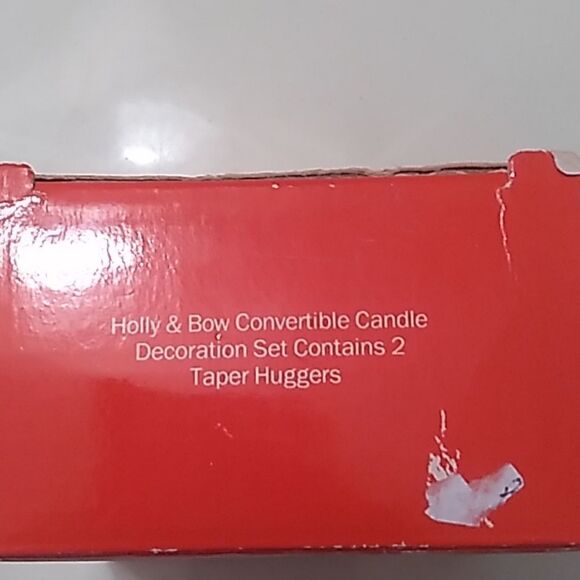 Holly & Bow Convertible Candle
Decoration Set Contains 2
Taper Huggers